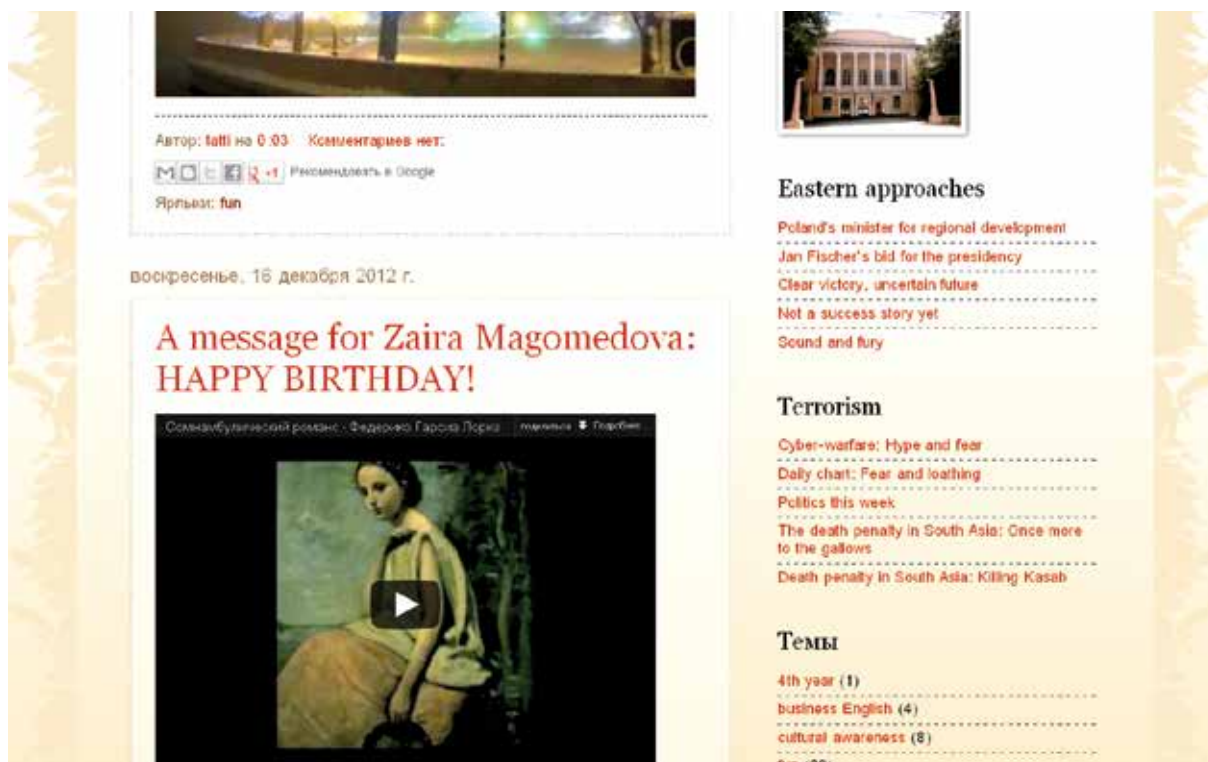 Автор: tatti на 0:03 Комментариев нет:
+1 Рекомендовать в Google
Ярлыки: fun
воскресенье, 16 декабря 2012 г.
A message for Zaira Magomedova:
HAPPY BIRTHDAY!
Сомнамбулический романс - Федерико Гарсиа Лорка поделиться Подробнее
Eastern approaches
Poland's minister for regional development
Jan Fischer's bid for the presidency
Clear victory, uncertain future
Not a success story yet
Sound and fury
Terrorism
Cyber-warfare: Hype and fear
Daily chart: Fear and loathing
Politics this week
The death penalty in South Asia: Once more
to the gallows
Death penalty in South Asia: Killing Kasab
Темы
4th year (1)
business English (4)
cultural awareness (8)